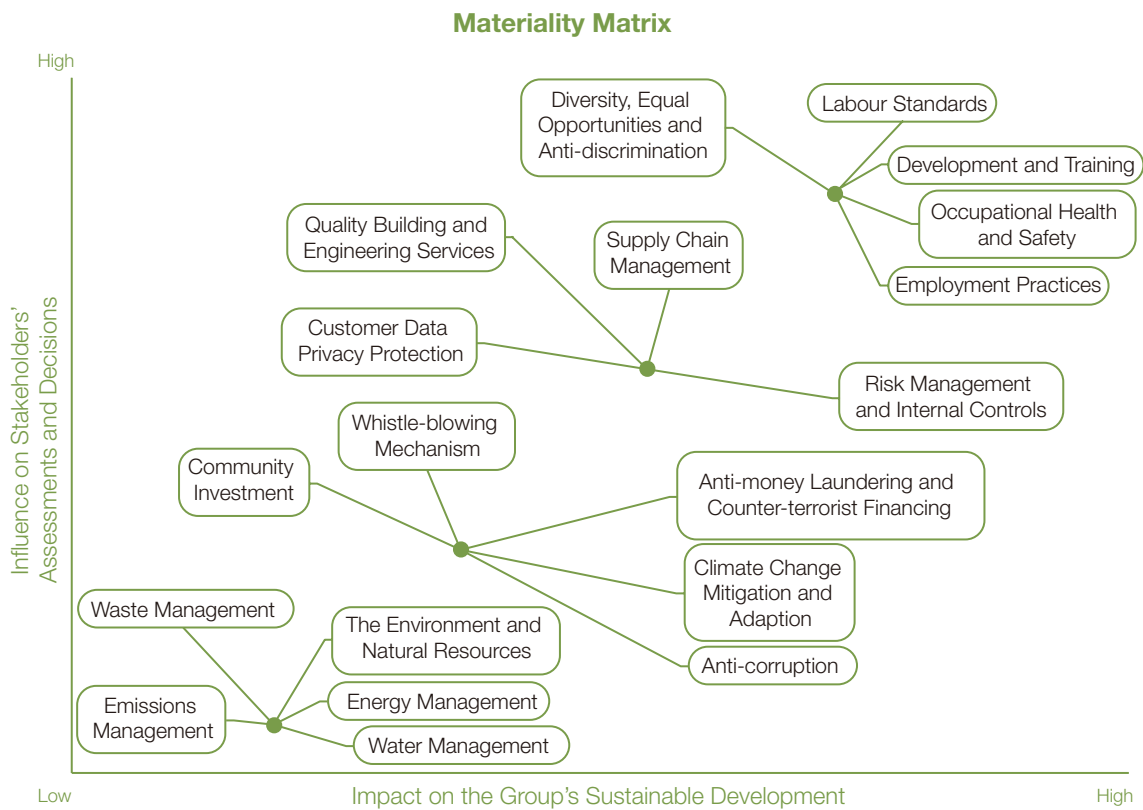 Materiality Matrix
High
Diversity, Equal
Opportunities and
Anti-discrimination
Labour Standards
Development and Training
Occupational Health
and Safety
Employment Practices
Quality Building and
Engineering Services
Supply Chain
Management
Customer Data
Privacy Protection
Risk Management
and Internal Controls
Whistle-blowing
Mechanism
Community
Investment
Anti-money Laundering and
Counter-terrorist Financing
Climate Change
Mitigation and
Adaption
Anti-corruption
Waste Management
The Environment and
Natural Resources
Emissions
Management
Energy Management
Water Management
Influence on Stakeholders'
Assessments and Decisions
Low
Impact on the Group's Sustainable Development
High